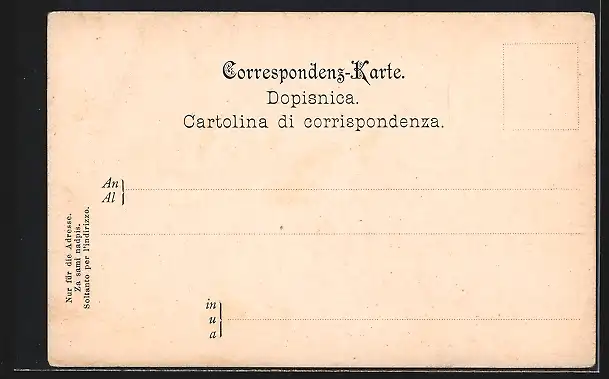 Correspondenz-Karte.
Dopisnica.
Cartolina di corrispondenza.
An
Al
Nur für die Adresse.
Za sami nadpis.
Soltanto per l'indirizzo.
in
u
a